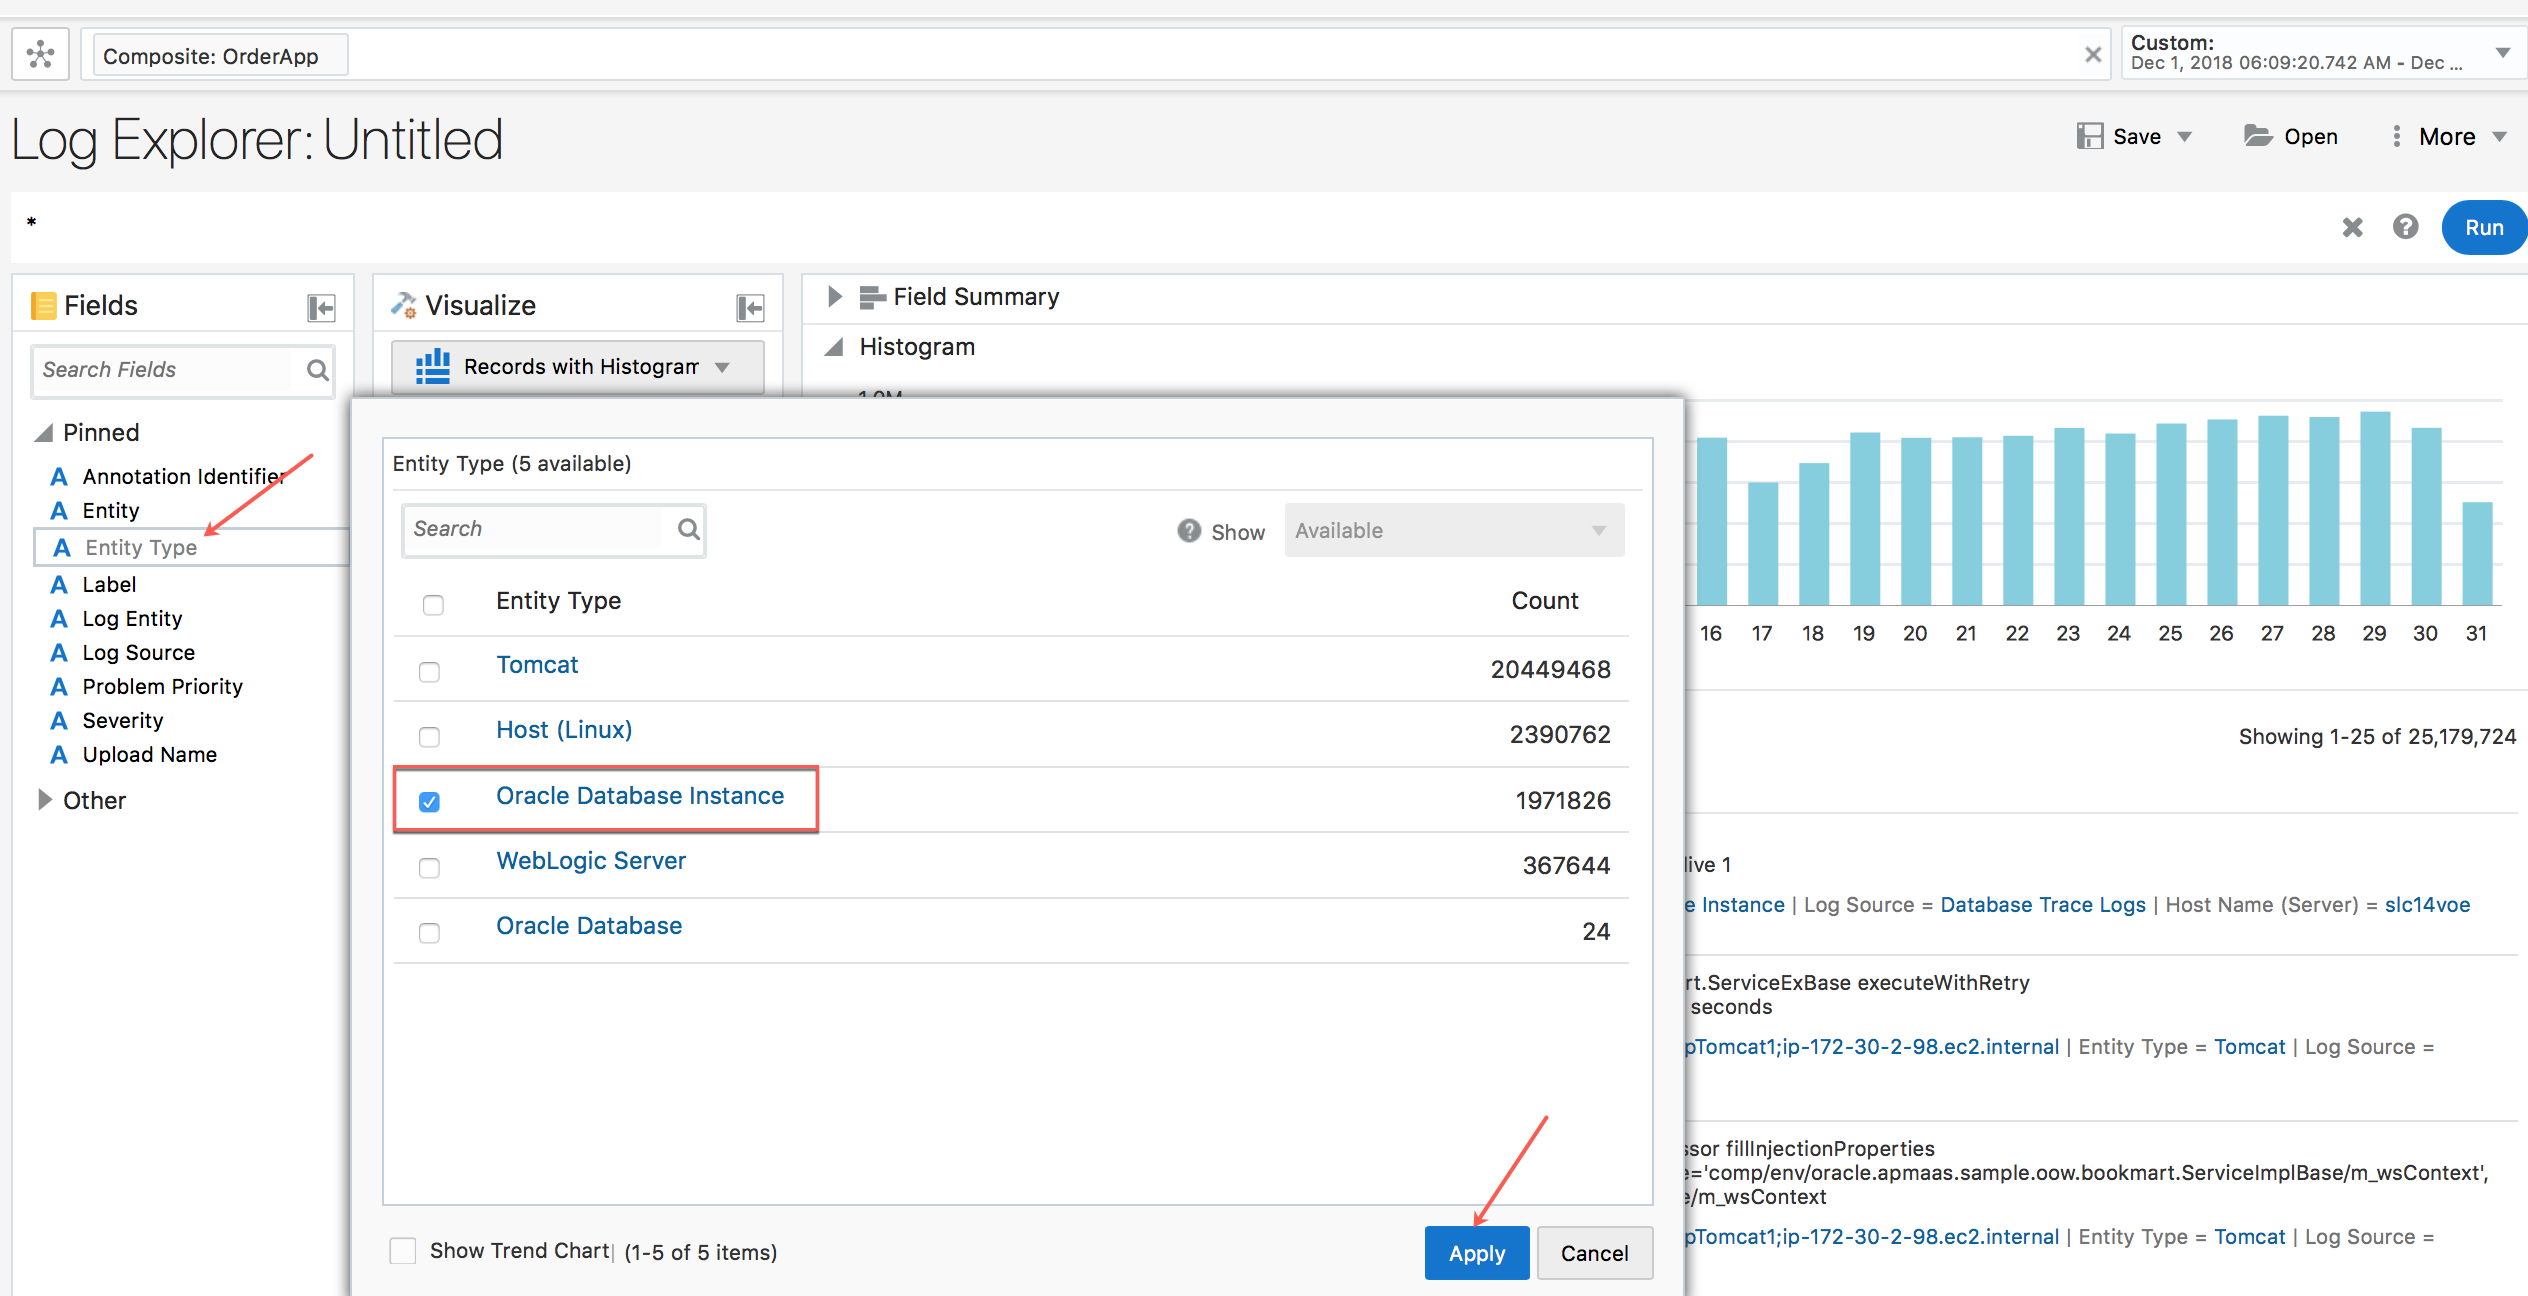 Composite: OrderApp
Custom:
Dec 1, 2018 06:09:20.742 AM - Dec ...
Log Explorer: Untitled
Save
Open
More
*
Run
Fields
Search Fields
Pinned
A Annotation Identifier
A Entity
A Entity Type
A Label
A Log Entity
A Log Source
A Problem Priority
A Severity
A Upload Name
Other
Visualize
Records with Histogram
Field Summary
Histogram
16 17 18 19 20 21 22 23 24 25 26 27 28 29 30 31
Entity Type (5 available)
Search
? Show
Available
Entity Type Count
Tomcat 20449468
Host (Linux) 2390762
Oracle Database Instance 1971826
WebLogic Server 367644
Oracle Database 24
Show Trend Chart | (1-5 of 5 items)
Apply
Cancel
Showing 1-25 of 25,179,724
live 1
e Instance | Log Source = Database Trace Logs | Host Name (Server) = slc14voe
rt.ServiceExBase executeWithRetry
seconds
pTomcat1;ip-172-30-2-98.ec2.internal | Entity Type = Tomcat | Log Source =
ssor fillInjectionProperties
e='comp/env/oracle.apmaas.sample.oow.bookmart.ServiceImplBase/m_wsContext',
e/m_wsContext
pTomcat1;ip-172-30-2-98.ec2.internal | Entity Type = Tomcat | Log Source =